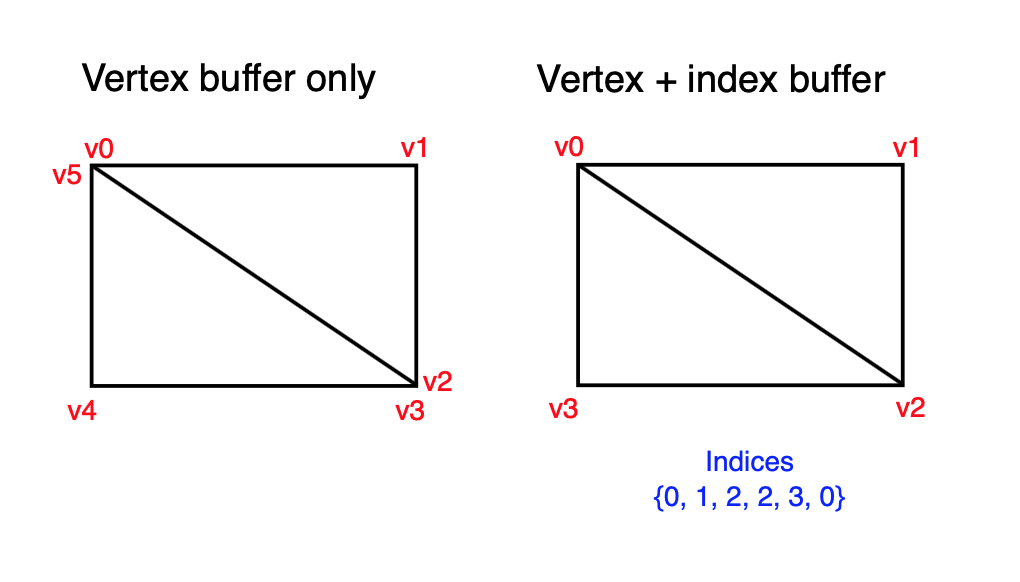 Vertex buffer only
v0
v1
v5
v2
v4
v3
Vertex + index buffer
v0
v1
v3
v2
Indices
{0, 1, 2, 2, 3, 0}